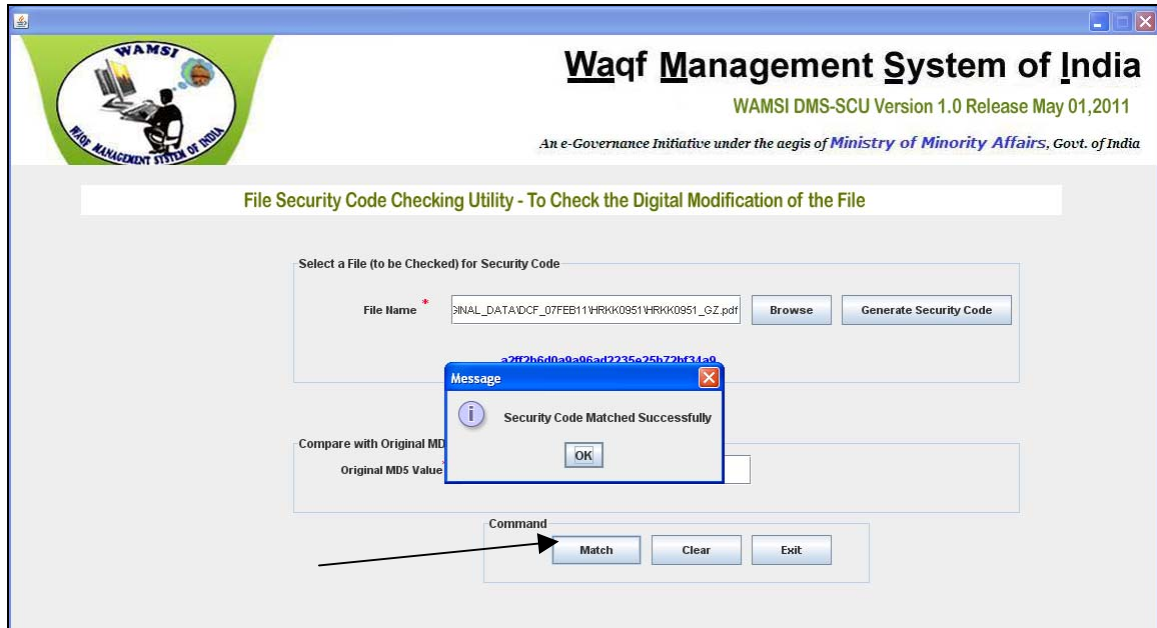 WAMSI
WAQF MANAGEMENT SYSTEM OF INDIA
Waqf Management System of India
WAMSI DMS-SCU Version 1.0 Release May 01,2011
An e-Governance Initiative under the aegis of Ministry of Minority Affairs, Govt. of India
File Security Code Checking Utility - To Check the Digital Modification of the File
Select a File (to be Checked) for Security Code
File Name *
GINAL_DATA\DCF_07FEB11\HRKK0951\HRKK0951_GZ.pdf
Browse
Generate Security Code
Message
Security Code Matched Successfully
OK
Compare with Original MD
Original MD5 Value
Command
Match
Clear
Exit